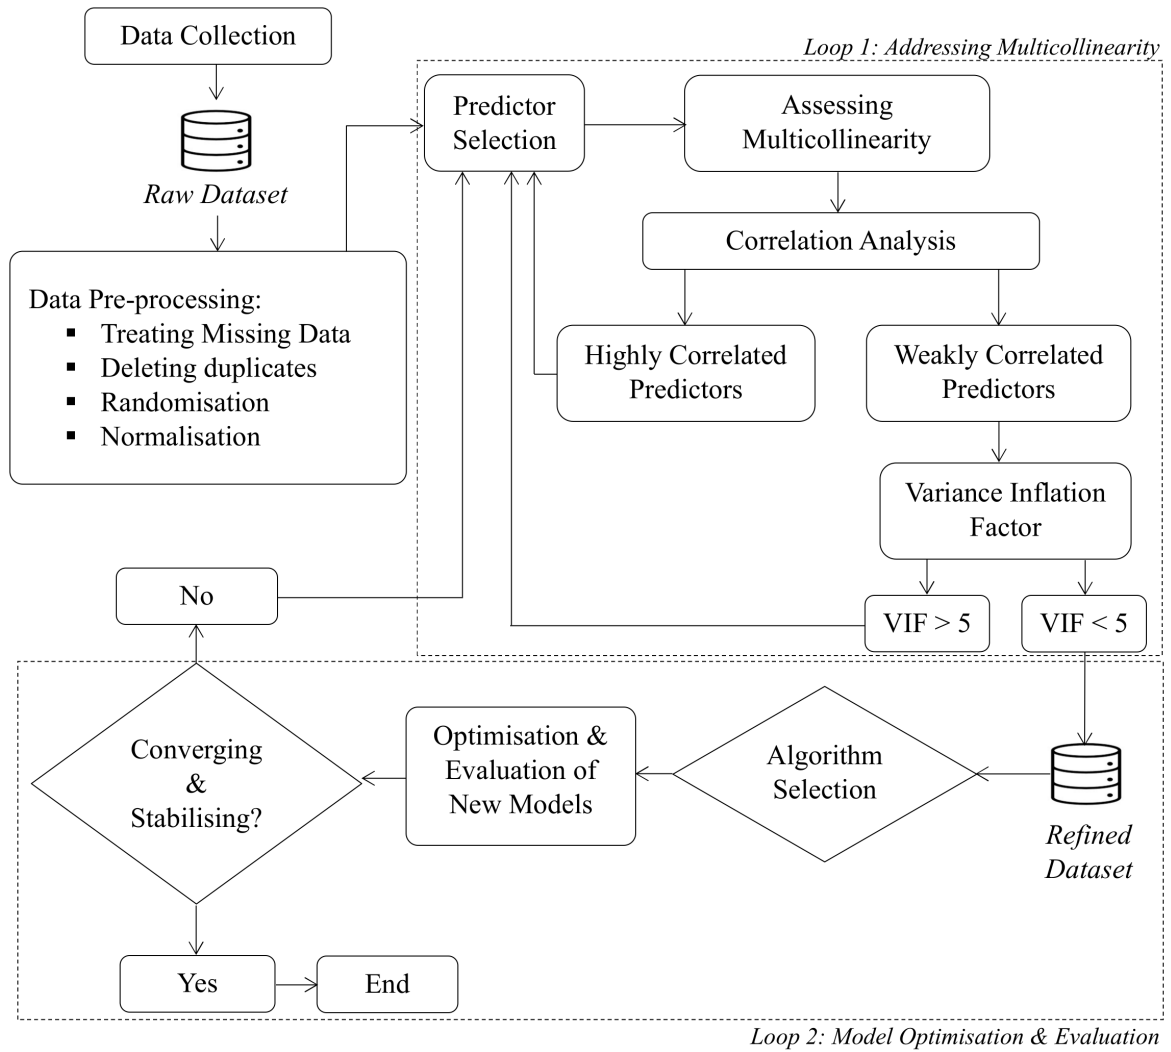 Data Collection
Raw Dataset
Data Pre-processing:
▪ Treating Missing Data
▪ Deleting duplicates
▪ Randomisation
▪ Normalisation
Loop 1: Addressing Multicollinearity
Predictor
Selection
Assessing
Multicollinearity
Correlation Analysis
Highly Correlated
Predictors
Weakly Correlated
Predictors
Variance Inflation
Factor
VIF > 5
VIF < 5
Refined
Dataset
Algorithm
Selection
Optimisation &
Evaluation of
New Models
Converging
&
Stabilising?
No
Yes
End
Loop 2: Model Optimisation & Evaluation